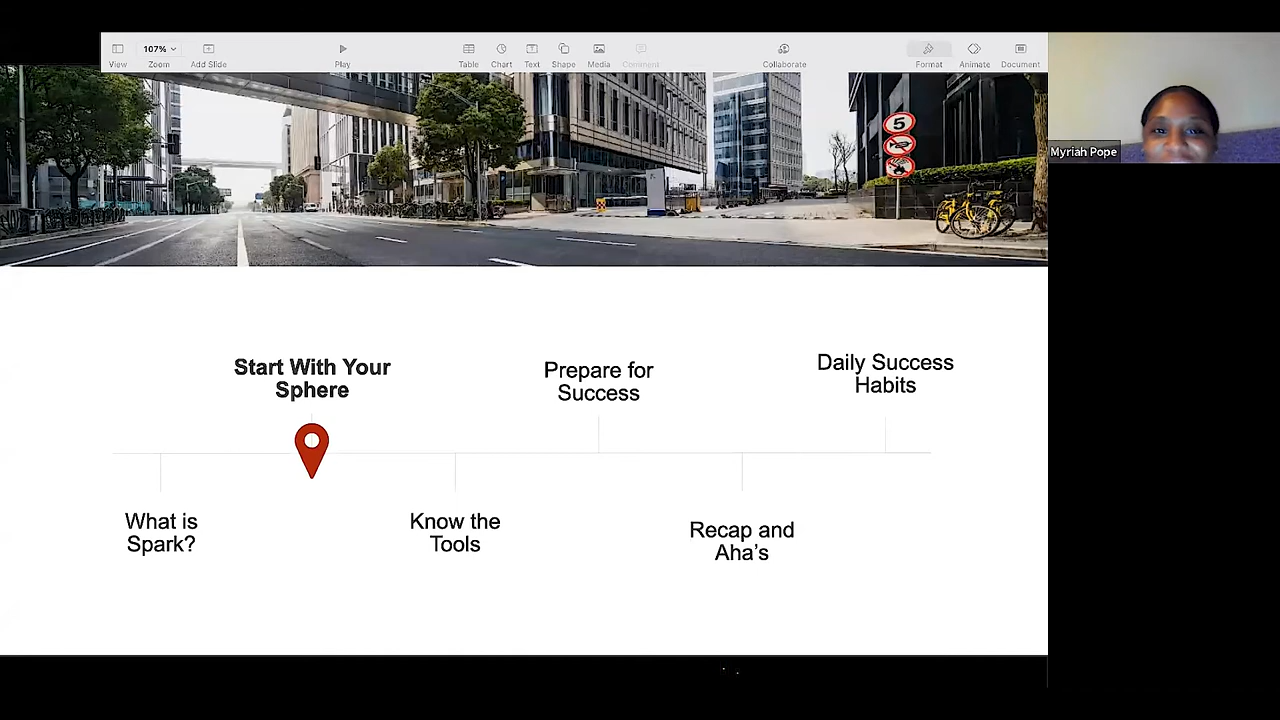 107%
View
Zoom
Add Slide
Play
Table
Chart
Text
Shape
Media
Comment
Collaborate
Format
Animate
Document
5
Myriah Pope
Start With Your
Sphere
Prepare for
Success
Daily Success
Habits
What is
Spark?
Know the
Tools
Recap and
Aha’s